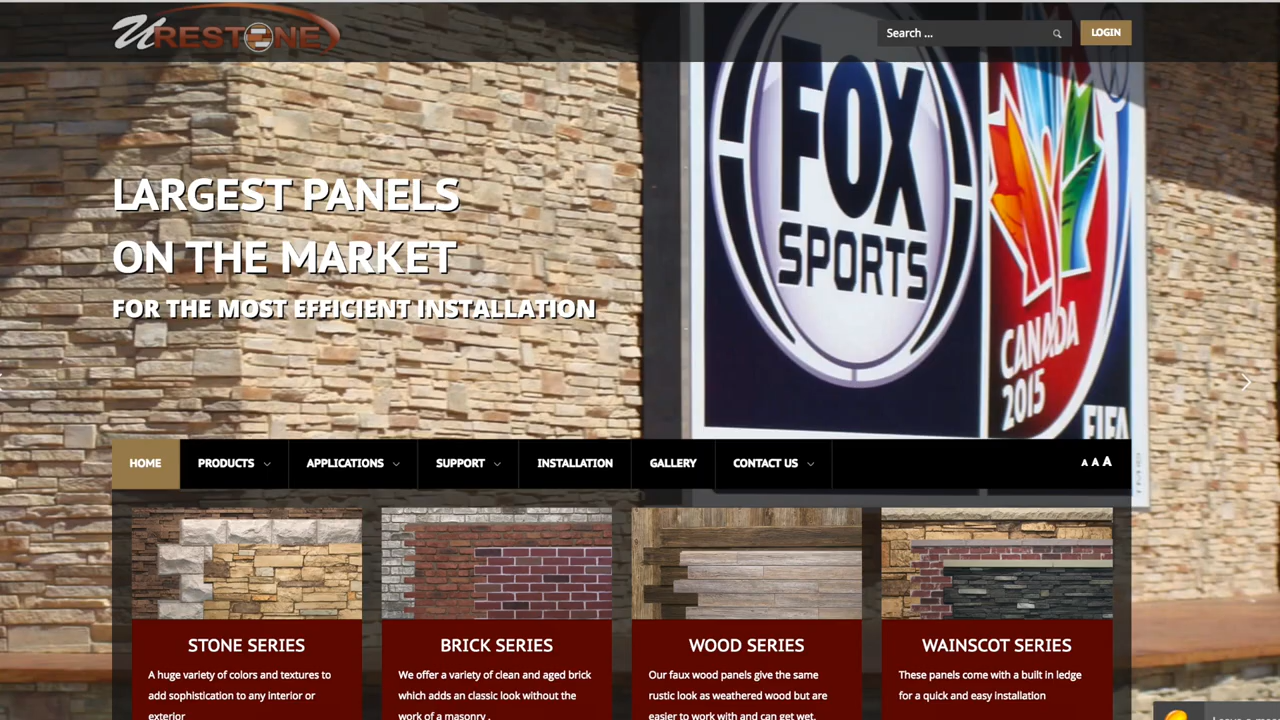 URESTONE
Search ...
LOGIN
FOX
SPORTS
CANADA
2015
FIFA
LARGEST PANELS
ON THE MARKET
FOR THE MOST EFFICIENT INSTALLATION
HOME PRODUCTS APPLICATIONS SUPPORT INSTALLATION GALLERY CONTACT US A A A
STONE SERIES
A huge variety of colors and textures to
add sophistication to any interior or
exterior
BRICK SERIES
We offer a variety of clean and aged brick
which adds an classic look without the
work of a masonry .
WOOD SERIES
Our faux wood panels give the same
rustic look as weathered wood but are
easier to work with and can get wet.
WAINSCOT SERIES
These panels come with a built in ledge
for a quick and easy installation